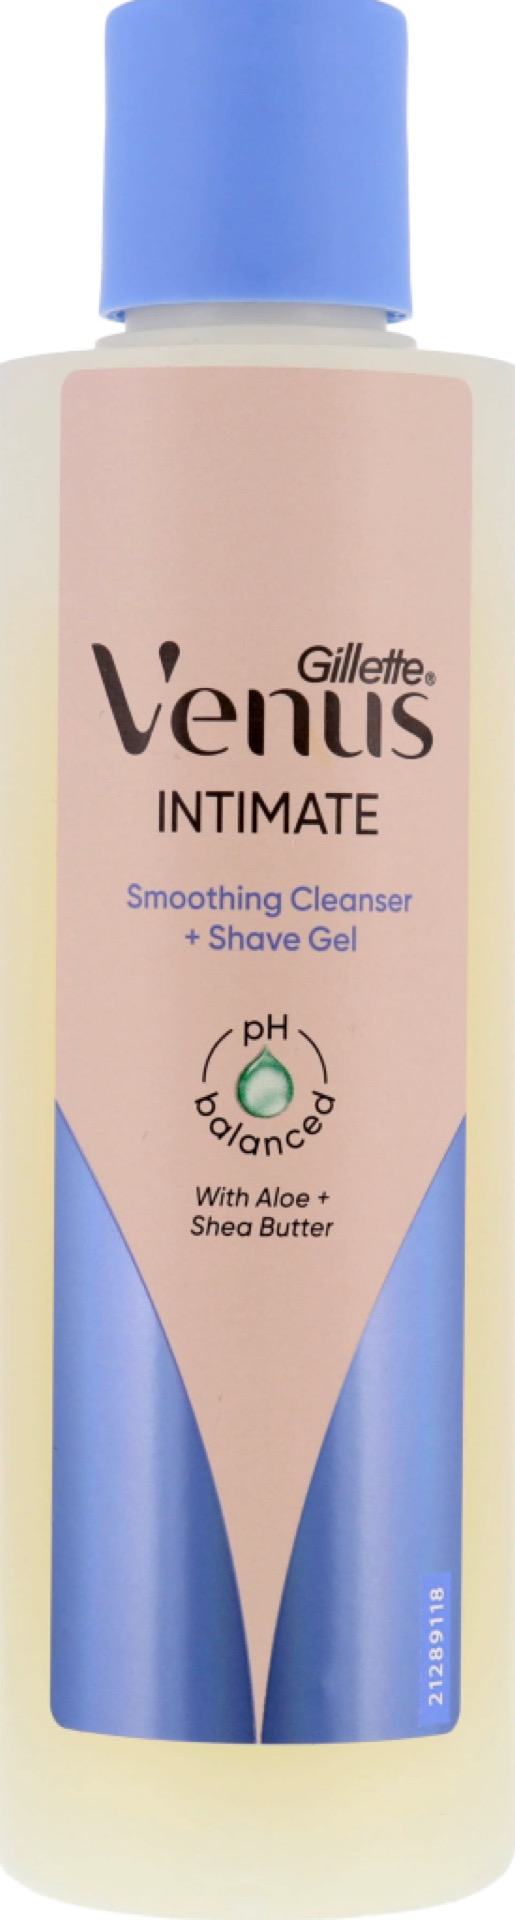 Gillette®
Venus
INTIMATE
Smoothing Cleanser
+ Shave Gel
pH
balanced
With Aloe +
Shea Butter
21289118